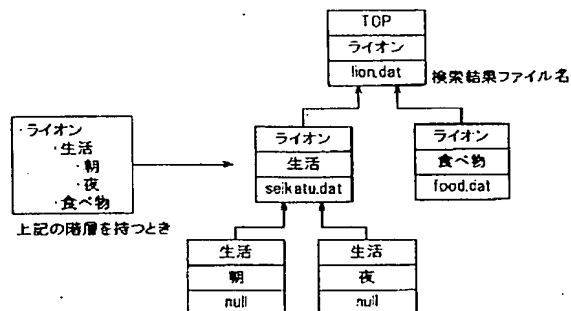 TOP
ライオン
lion.dat
検索結果ファイル名
・ライオン
・生活
・朝
・夜
・食べ物
上記の階層を持つとき
ライオン
生活
seikatu.dat
ライオン
食べ物
food.dat
生活
朝
null
生活
夜
null